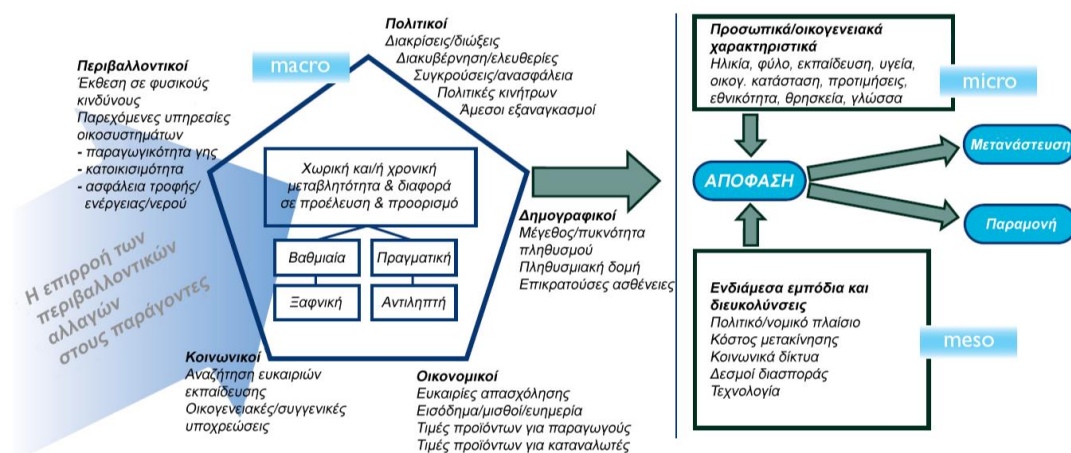 Πολιτικοί
Διακρίσεις/διώξεις
Διακυβέρνηση/ελευθερίες
Συγκρούσεις/ανασφάλεια
Πολιτικές κινήτρων
Άμεσοι εξαναγκασμοί
macro
Περιβαλλοντικοί
Έκθεση σε φυσικούς
κινδύνους
Παρεχόμενες υπηρεσίες
οικοσυστημάτων
- παραγωγικότητα γης
- κατοικισιμότητα
- ασφάλεια τροφής/
ενέργειας/νερού
Χωρική και/ή χρονική
μεταβλητότητα & διαφορά
σε προέλευση & προορισμό
Βαθμιαία
Πραγματική
Ξαφνική
Αντιληπτή
Η επιρροή των
περιβαλλοντικών
αλλαγών
στους παράγοντες
Δημογραφικοί
Μέγεθος/πυκνότητα
πληθυσμού
Πληθυσμιακή δομή
Επικρατούσες ασθένειες
Κοινωνικοί
Αναζήτηση ευκαιριών
εκπαίδευσης
Οικογενειακές/συγγενικές
υποχρεώσεις
Οικονομικοί
Ευκαιρίες απασχόλησης
Εισόδημα/μισθοί/ευημερία
Τιμές προϊόντων για παραγωγούς
Τιμές προϊόντων για καταναλωτές
Προσωπικά/οικογενειακά
χαρακτηριστικά
Ηλικία, φύλο, εκπαίδευση, υγεία,
οικογ. κατάσταση, προτιμήσεις,
εθνικότητα, θρησκεία, γλώσσα
micro
ΑΠΟΦΑΣΗ
Μετανάστευση
Παραμονή
Ενδιάμεσα εμπόδια και
διευκολύνσεις
Πολιτικό/νομικό πλαίσιο
Κόστος μετακίνησης
Κοινωνικά δίκτυα
Δεσμοί διασποράς
Τεχνολογία
meso